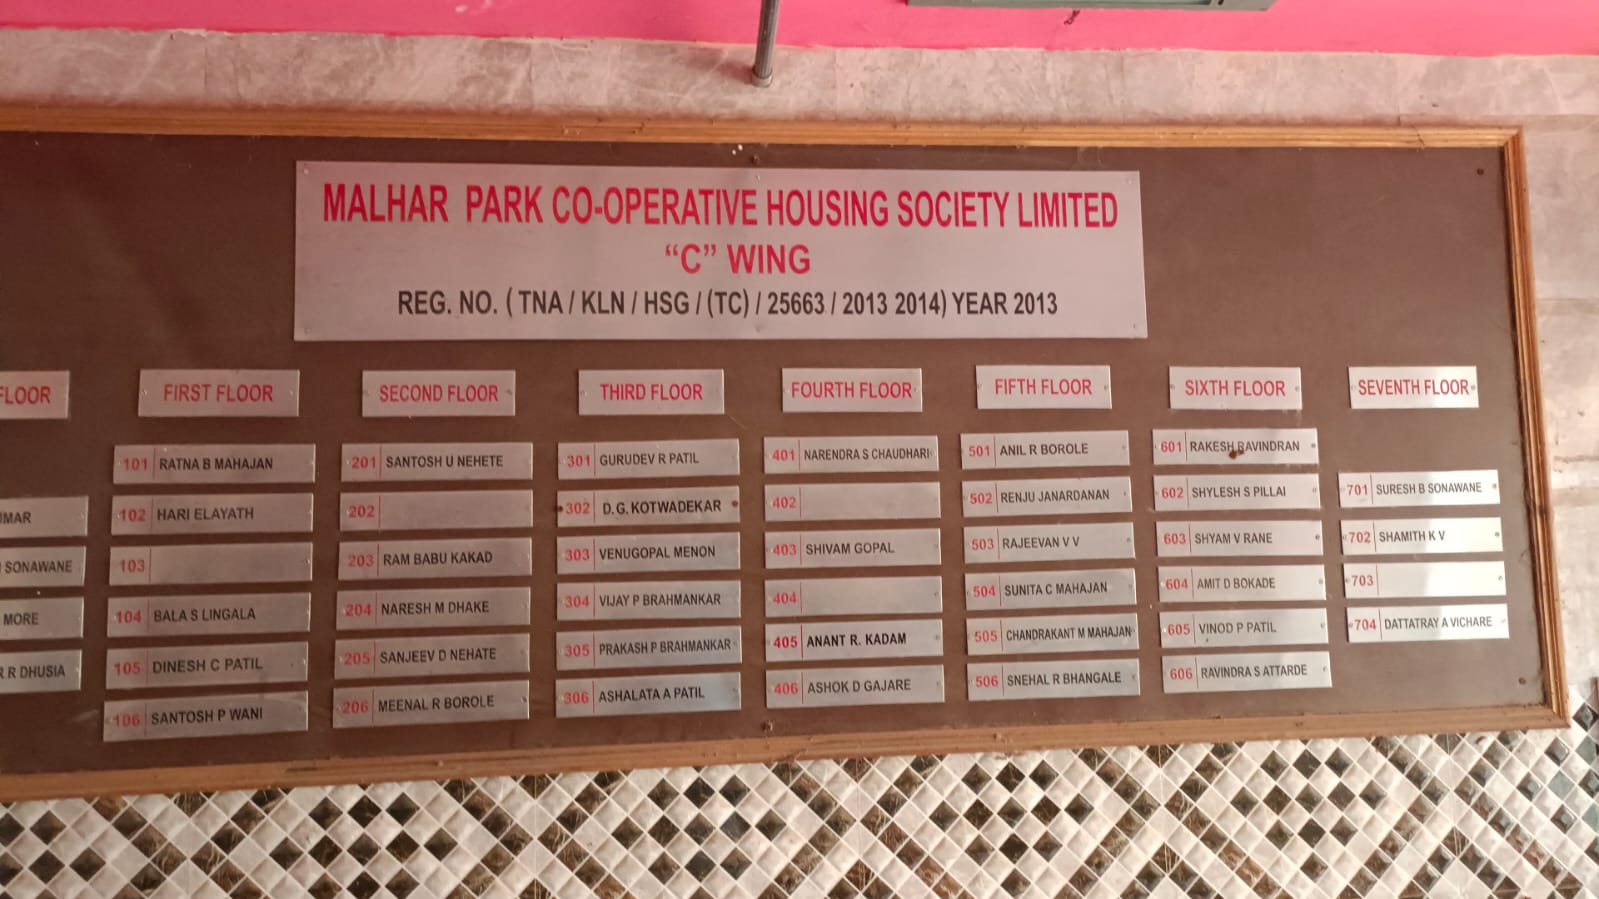 MALHAR PARK CO-OPERATIVE HOUSING SOCIETY LIMITED
“C” WING
REG. NO. ( TNA / KLN / HSG / (TC) / 25663 / 2013 2014) YEAR 2013
FLOOR
SONAWANE
MORE
R DHUSIA
FIRST FLOOR
101 RATNA B MAHAJAN
102 HARI ELAYATH
103
104 BALA S LINGALA
105 DINESH C PATIL
106 SANTOSH P WANI
SECOND FLOOR
201 SANTOSH U NEHETE
202
203 RAM BABU KAKAD
204 NARESH M DHAKE
205 SANJEEV D NEHATE
206 MEENAL R BOROLE
THIRD FLOOR
301 GURUDEV R PATIL
302 D. G. KOTWADEKAR
303 VENUGOPAL MENON
304 VIJAY P BRAHMANKAR
305 PRAKASH P BRAHMANKAR
306 ASHALATA A PATIL
FOURTH FLOOR
401 NARENDRA S CHAUDHARI
402
403 SHIVAM GOPAL
404
405 ANANT R. KADAM
406 ASHOK D GAJARE
FIFTH FLOOR
501 ANIL R BOROLE
502 RENJU JANARDANAN
503 RAJEEVAN V V
504 SUNITA C MAHAJAN
505 CHANDRAKANT M MAHAJAN
506 SNEHAL R BHANGALE
SIXTH FLOOR
601 RAKESH RAVINDRAN
602 SHYLESH S PILLAI
603 SHYAM V RANE
604 AMIT D BOKADE
605 VINOD P PATIL
606 RAVINDRA S ATTARDE
SEVENTH FLOOR
701 SURESH B SONAWANE
702 SHAMITH K V
703
704 DATTATRAY A VICHARE